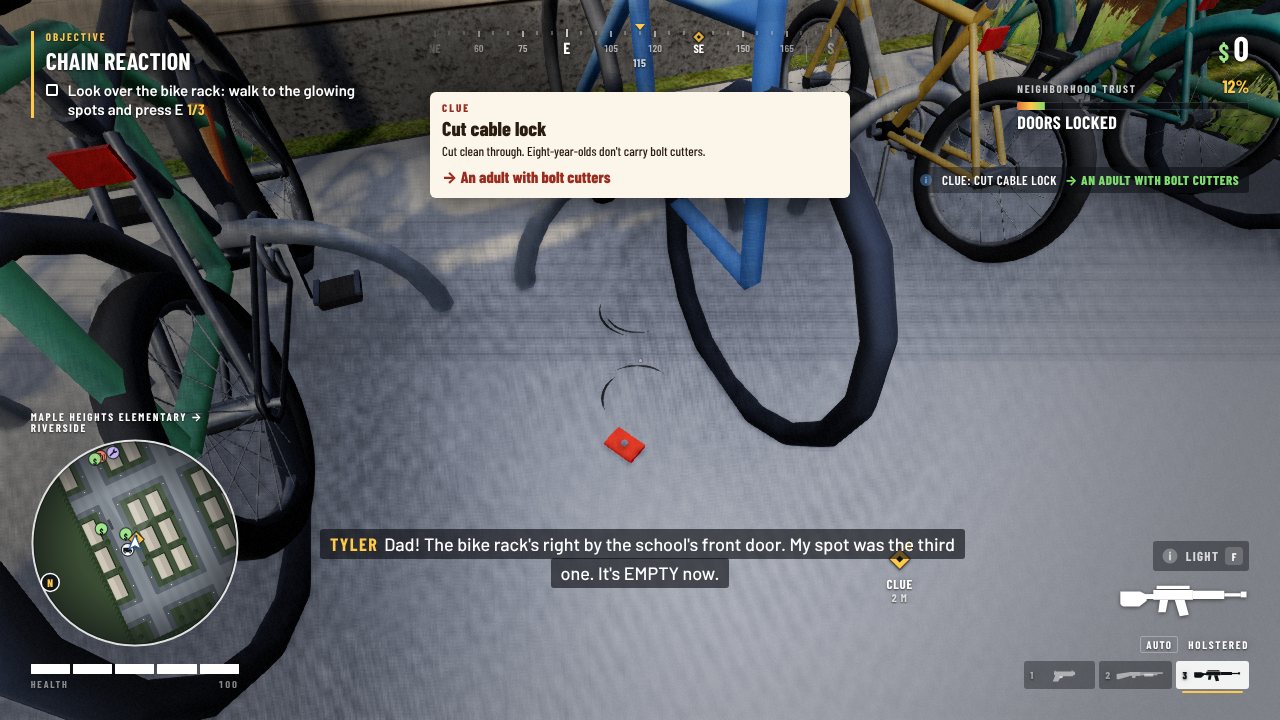 OBJECTIVE
CHAIN REACTION
Look over the bike rack: walk to the glowing
spots and press E 1/3
NE 60 75 E 105 120 SE 150 165 S
115
$0
12%
NEIGHBORHOOD TRUST
DOORS LOCKED
CLUE
Cut cable lock
Cut clean through. Eight-year-olds don't carry bolt cutters.
→ An adult with bolt cutters
CLUE: CUT CABLE LOCK → AN ADULT WITH BOLT CUTTERS
MAPLE HEIGHTS ELEMENTARY →
RIVERSIDE
N
TYLER Dad! The bike rack's right by the school's front door. My spot was the third
one. It's EMPTY now.
CLUE
2 M
LIGHT F
AUTO HOLSTERED
1 2 3
HEALTH 100